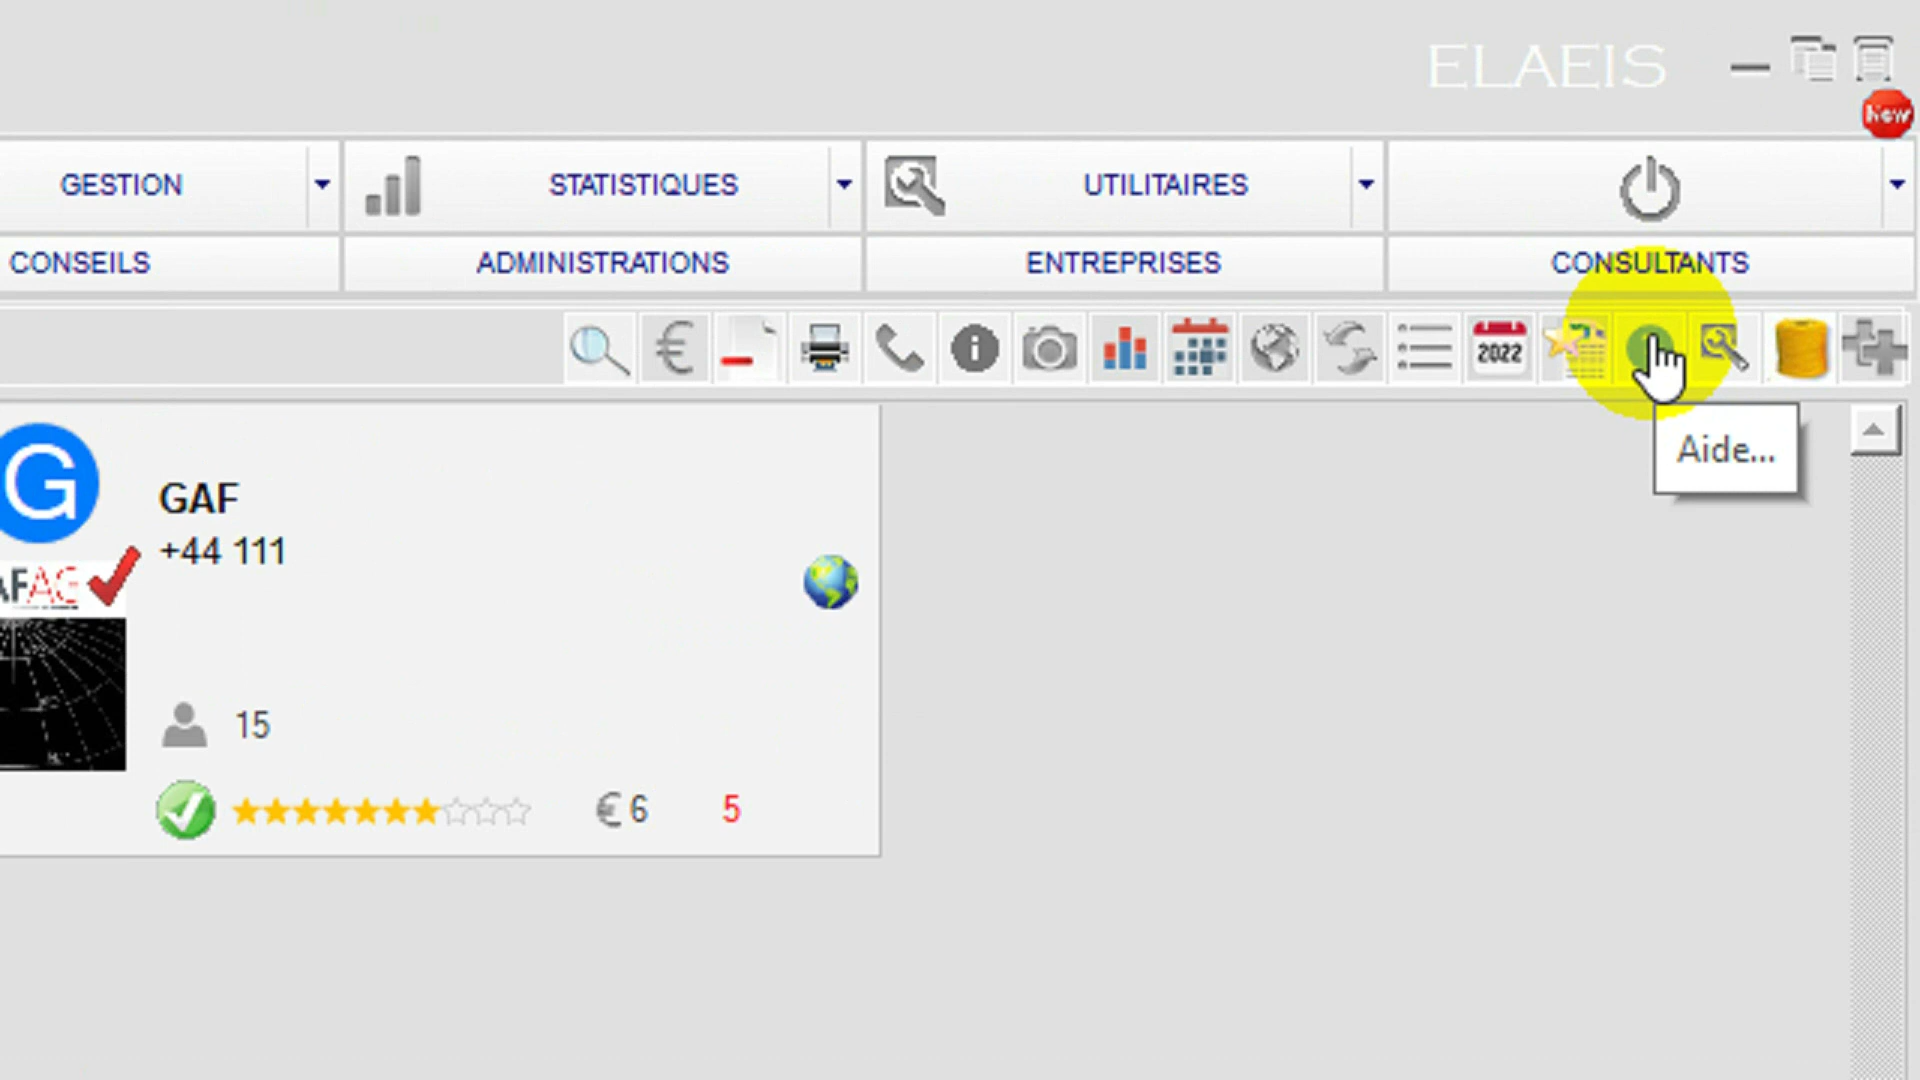 ELAEIS
New
GESTION
STATISTIQUES
UTILITAIRES
CONSEILS
ADMINISTRATIONS
ENTREPRISES
CONSULTANTS
€
2022
Aide...
G
GAF
+44 111
15
€ 6
5